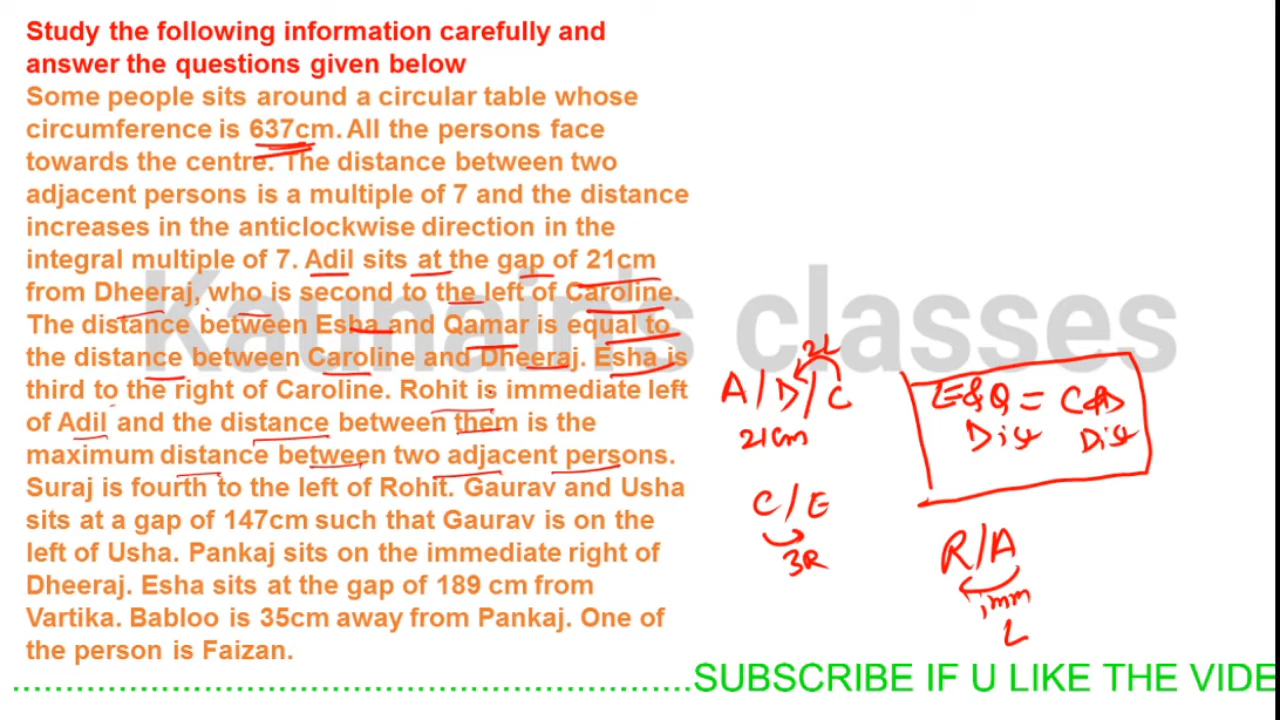 Study the following information carefully and
answer the questions given below
Some people sits around a circular table whose
circumference is 637cm. All the persons face
towards the centre. The distance between two
adjacent persons is a multiple of 7 and the distance
increases in the anticlockwise direction in the
integral multiple of 7. Adil sits at the gap of 21cm
from Dheeraj, who is second to the left of Caroline.
The distance between Esha and Qamar is equal to
the distance between Caroline and Dheeraj. Esha is
third to the right of Caroline. Rohit is immediate left
of Adil and the distance between them is the
maximum distance between two adjacent persons.
Suraj is fourth to the left of Rohit. Gaurav and Usha
sits at a gap of 147cm such that Gaurav is on the
left of Usha. Pankaj sits on the immediate right of
Dheeraj. Esha sits at the gap of 189 cm from
Vartika. Babloo is 35cm away from Pankaj. One of
the person is Faizan.
Kaunain's classes
2L
A/D/C
21cm
E&Q = C&D
Dist Dist
C/E
3R
R/A
imm
L
SUBSCRIBE IF U LIKE THE VIDE